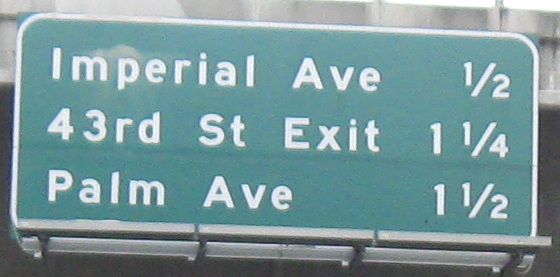 Imperial Ave 1/2
43rd St Exit 1 1/4
Palm Ave 1 1/2